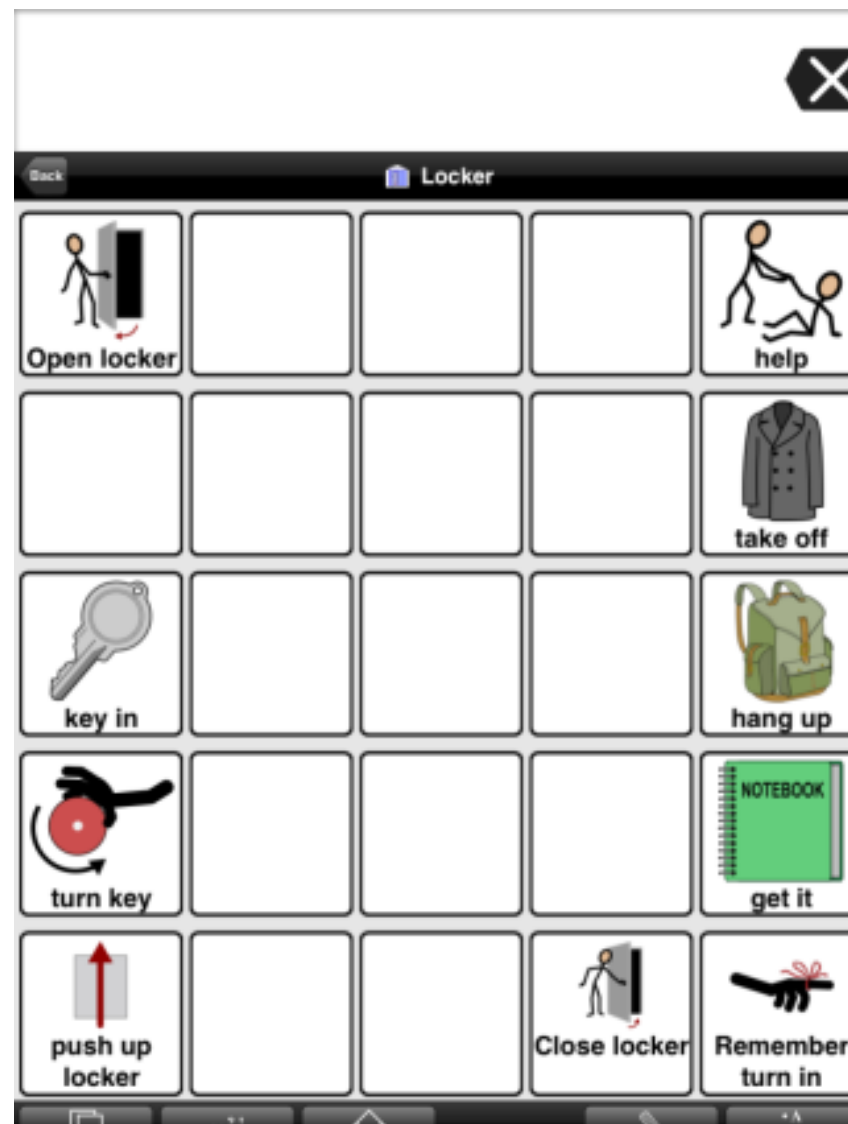 Back
Locker
Open locker
help
take off
key in
hang up
turn key
NOTEBOOK
get it
push up
locker
Close locker
Remember
turn in